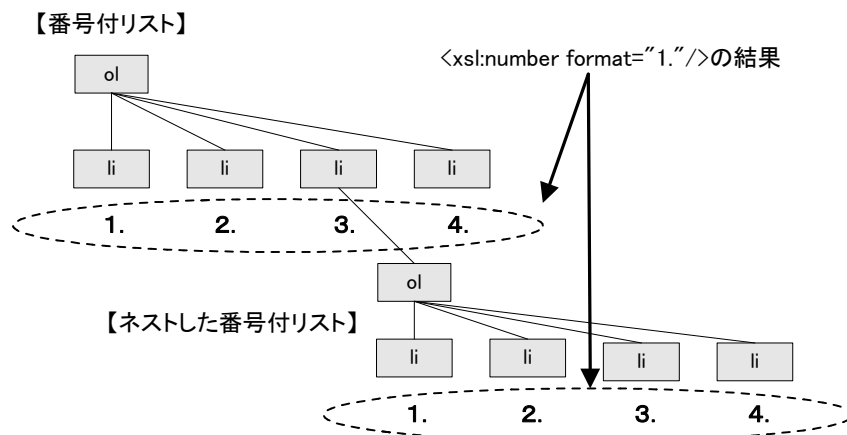 【番号付リスト】
<xsl:number format="1."/>の結果
ol
li li li li
1. 2. 3. 4.
ol
【ネストした番号付リスト】
li li li li
1. 2. 3. 4.